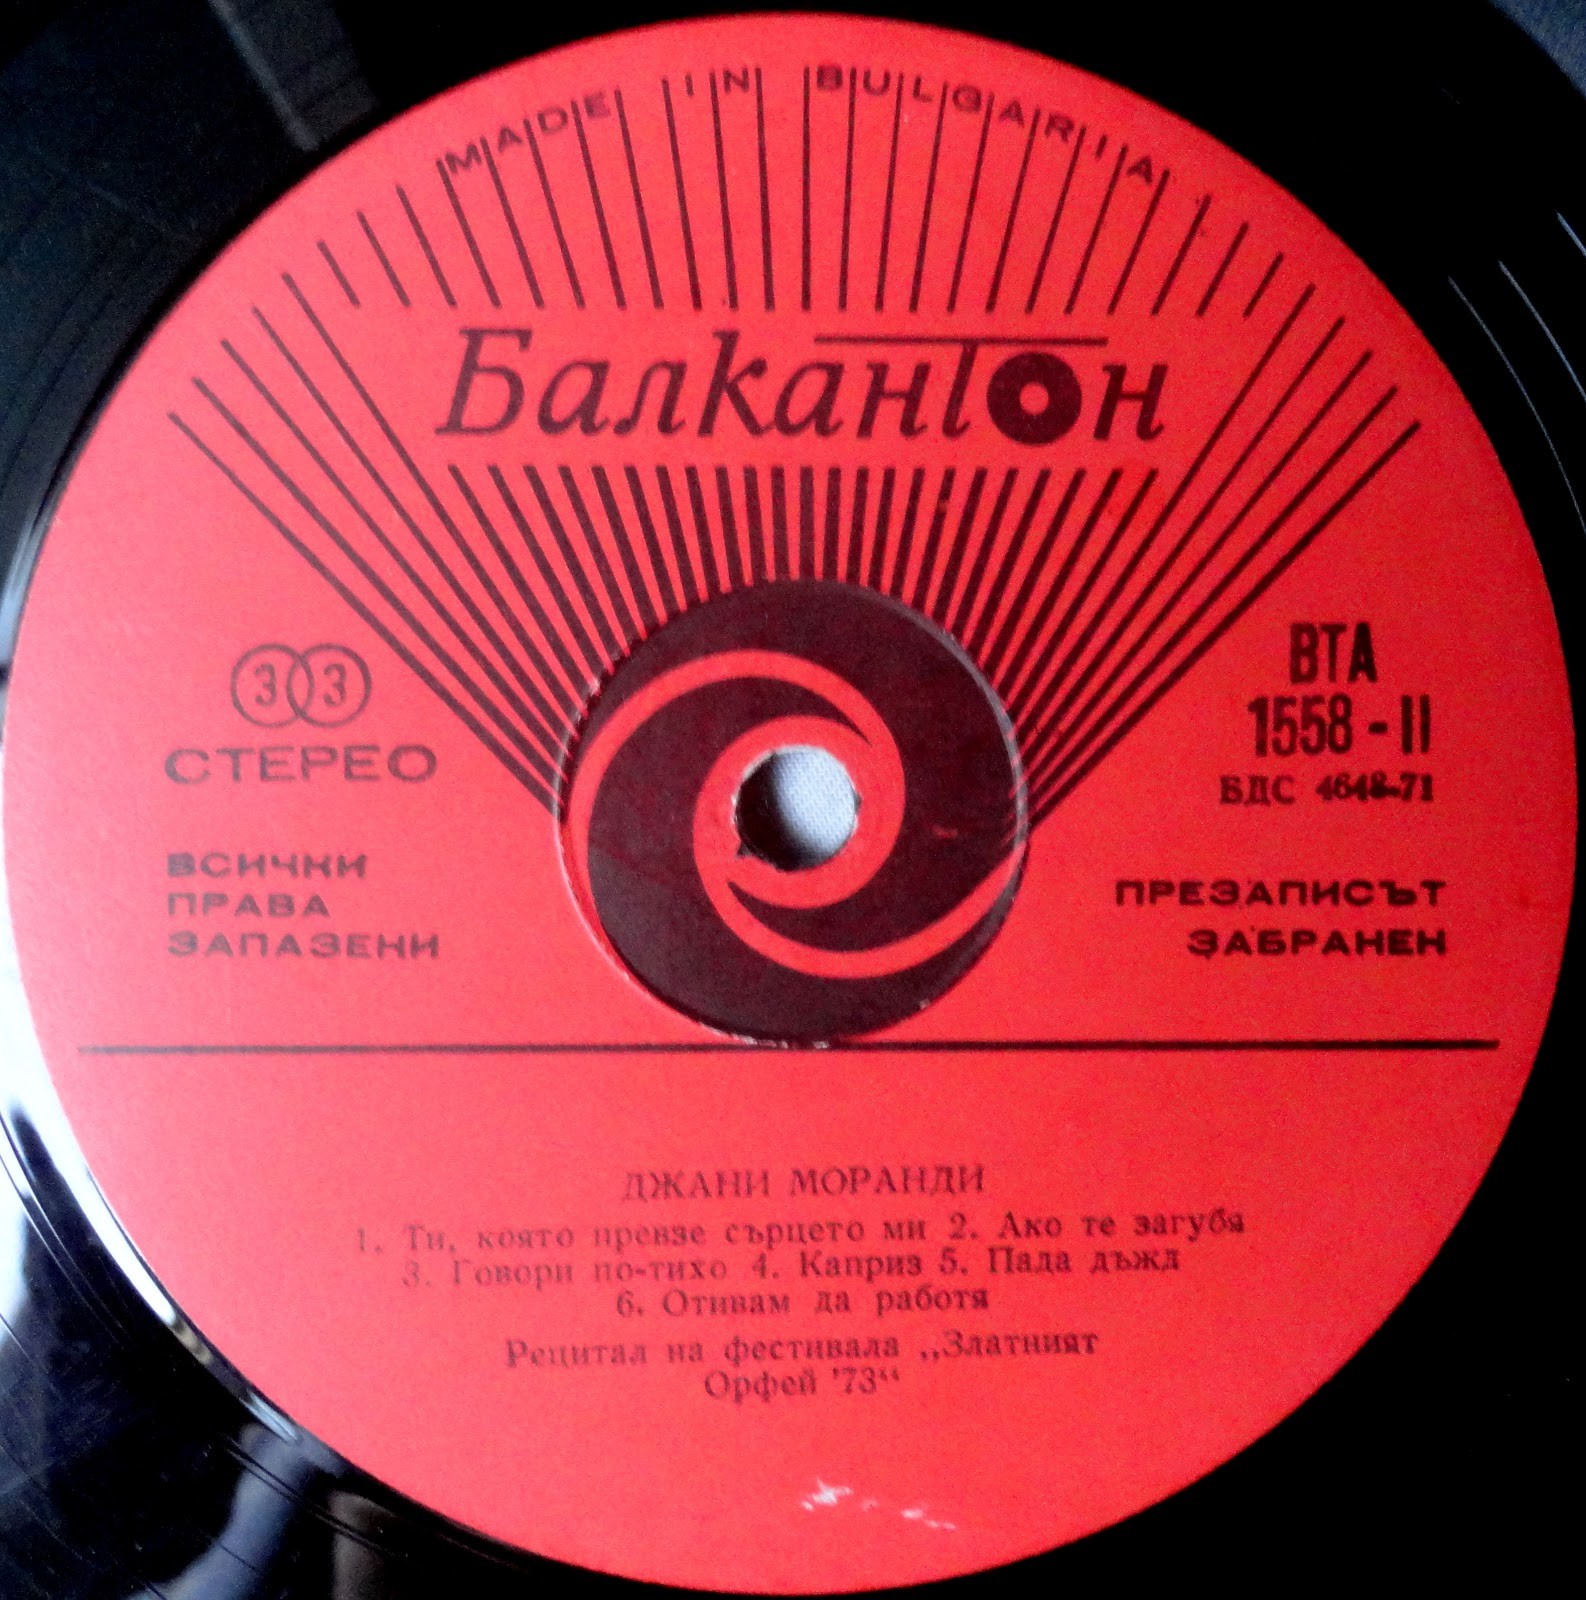 MADE IN BULGARIA
Балкантон
33
СТЕРЕО
ВТА
1558 - II
БДС 4648-71
ВСИЧКИ
ПРАВА
ЗАПАЗЕНИ
ПРЕЗАПИСЪТ
ЗАБРАНЕН
ДЖАНИ МОРАНДИ
1. Ти, която превзе сърцето ми 2. Ако те загубя
3. Говори по-тихо 4. Каприз 5. Пада дъжд
6. Отивам да работя
Рецитал на фестивала „Златният
Орфей '73“